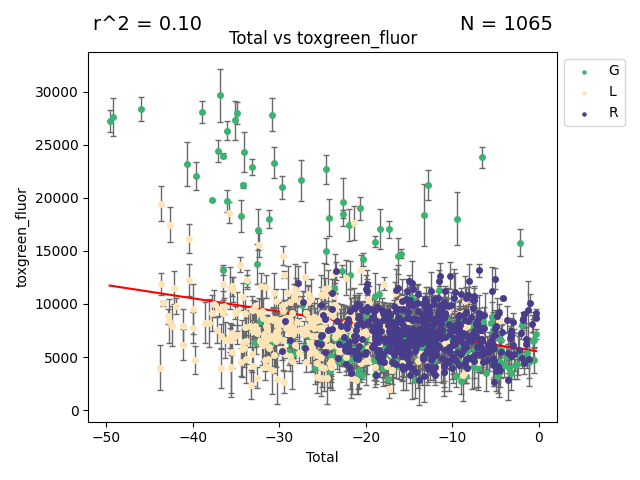 r^2 = 0.10 N = 1065
Total vs toxgreen_fluor
G
L
R
30000
25000
20000
15000
10000
5000
0
toxgreen_fluor
−50 −40 −30 −20 −10 0
Total